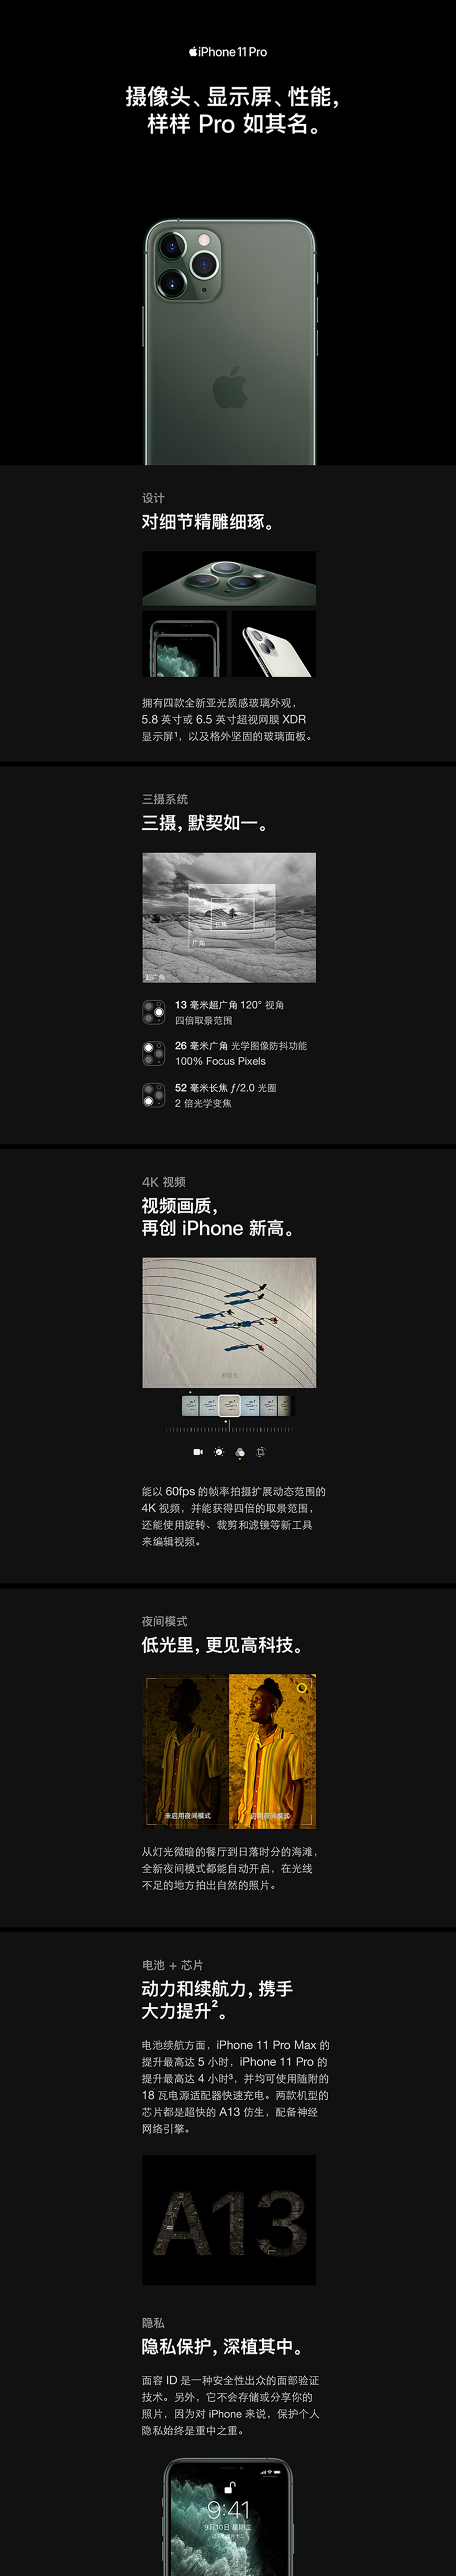 iPhone 11 Pro
摄像头、显示屏、性能，
样样 Pro 如其名。
设计
对细节精雕细琢。
拥有四款全新亚光质感玻璃外观，
5.8 英寸或 6.5 英寸超视网膜 XDR
显示屏¹，以及格外坚固的玻璃面板。
三摄系统
三摄，默契如一。
长焦
广角
超广角
13 毫米超广角 120° 视角
四倍取景范围
26 毫米广角 光学图像防抖功能
100% Focus Pixels
52 毫米长焦 ƒ/2.0 光圈
2 倍光学变焦
4K 视频
视频画质，
再创 iPhone 新高。
能以 60fps 的帧率拍摄扩展动态范围的
4K 视频，并能获得四倍的取景范围，
还能使用旋转、裁剪和滤镜等新工具
来编辑视频。
夜间模式
低光里，更见高科技。
未启用夜间模式
启用夜间模式
从灯光微暗的餐厅到日落时分的海滩，
全新夜间模式都能自动开启，在光线
不足的地方拍出自然的照片。
电池 + 芯片
动力和续航力，携手
大力提升²。
电池续航方面，iPhone 11 Pro Max 的
提升最高达 5 小时，iPhone 11 Pro 的
提升最高达 4 小时³，并均可使用随附的
18 瓦电源适配器快速充电。两款机型的
芯片都是超快的 A13 仿生，配备神经
网络引擎。
A13
隐私
隐私保护，深植其中。
面容 ID 是一种安全性出众的面部验证
技术。另外，它不会存储或分享你的
照片，因为对 iPhone 来说，保护个人
隐私始终是重中之重。
9:41
9月10日 星期二